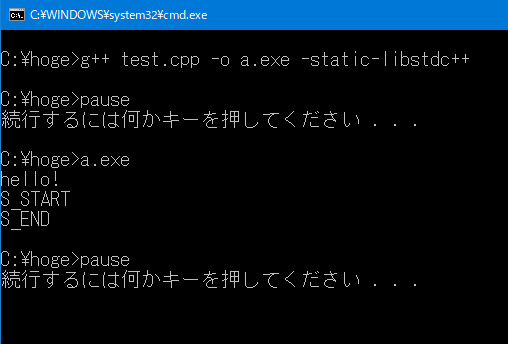 C:¥WINDOWS¥system32¥cmd.exe
C:¥hoge>g++ test.cpp -o a.exe -static-libstdc++
C:¥hoge>pause
続行するには何かキーを押してください . . .
C:¥hoge>a.exe
hello!
S_START
S_END
C:¥hoge>pause
続行するには何かキーを押してください . . .